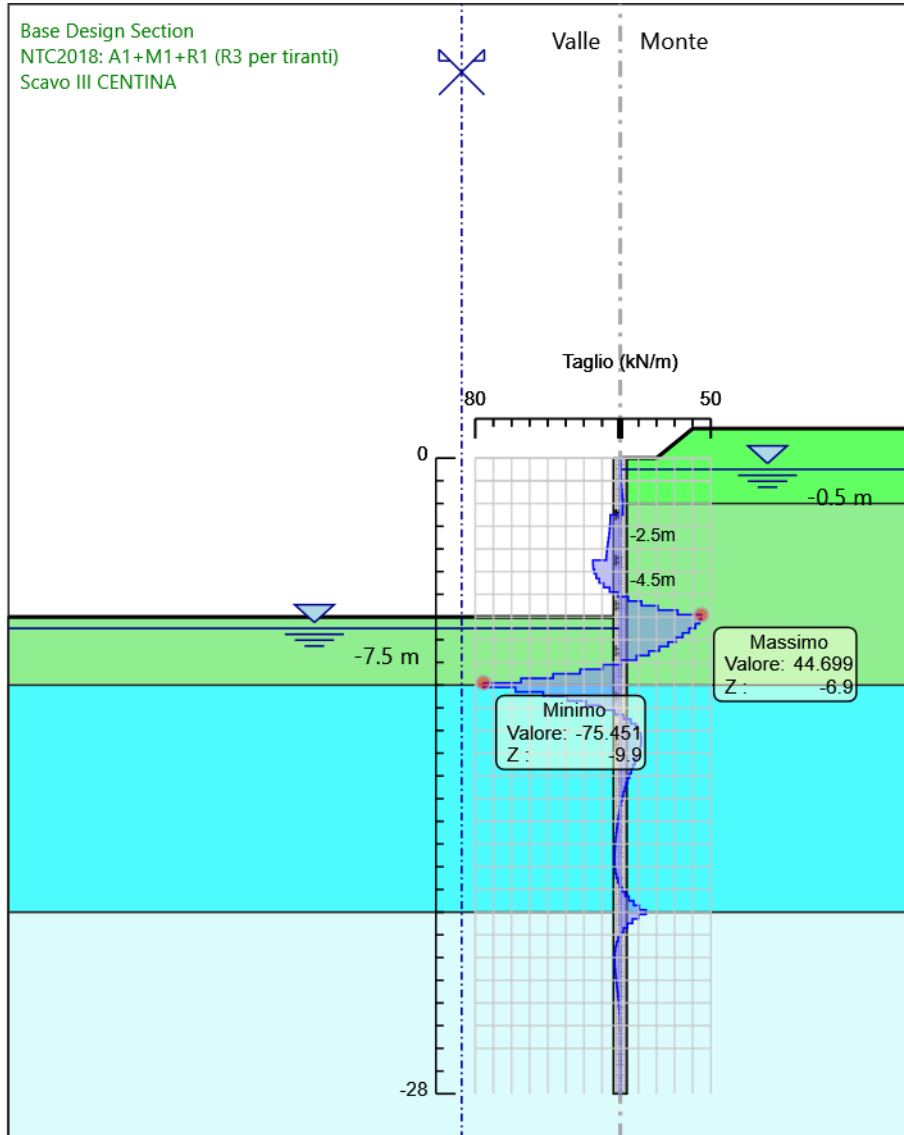 Base Design Section
NTC2018: A1+M1+R1 (R3 per tiranti)
Scavo III CENTINA
Valle
Monte
Taglio (kN/m)
80
50
0
-0.5 m
-2.5m
-4.5m
-7.5 m
Massimo
Valore: 44.699
Z : -6.9
Minimo
Valore: -75.451
Z : -9.9
-28